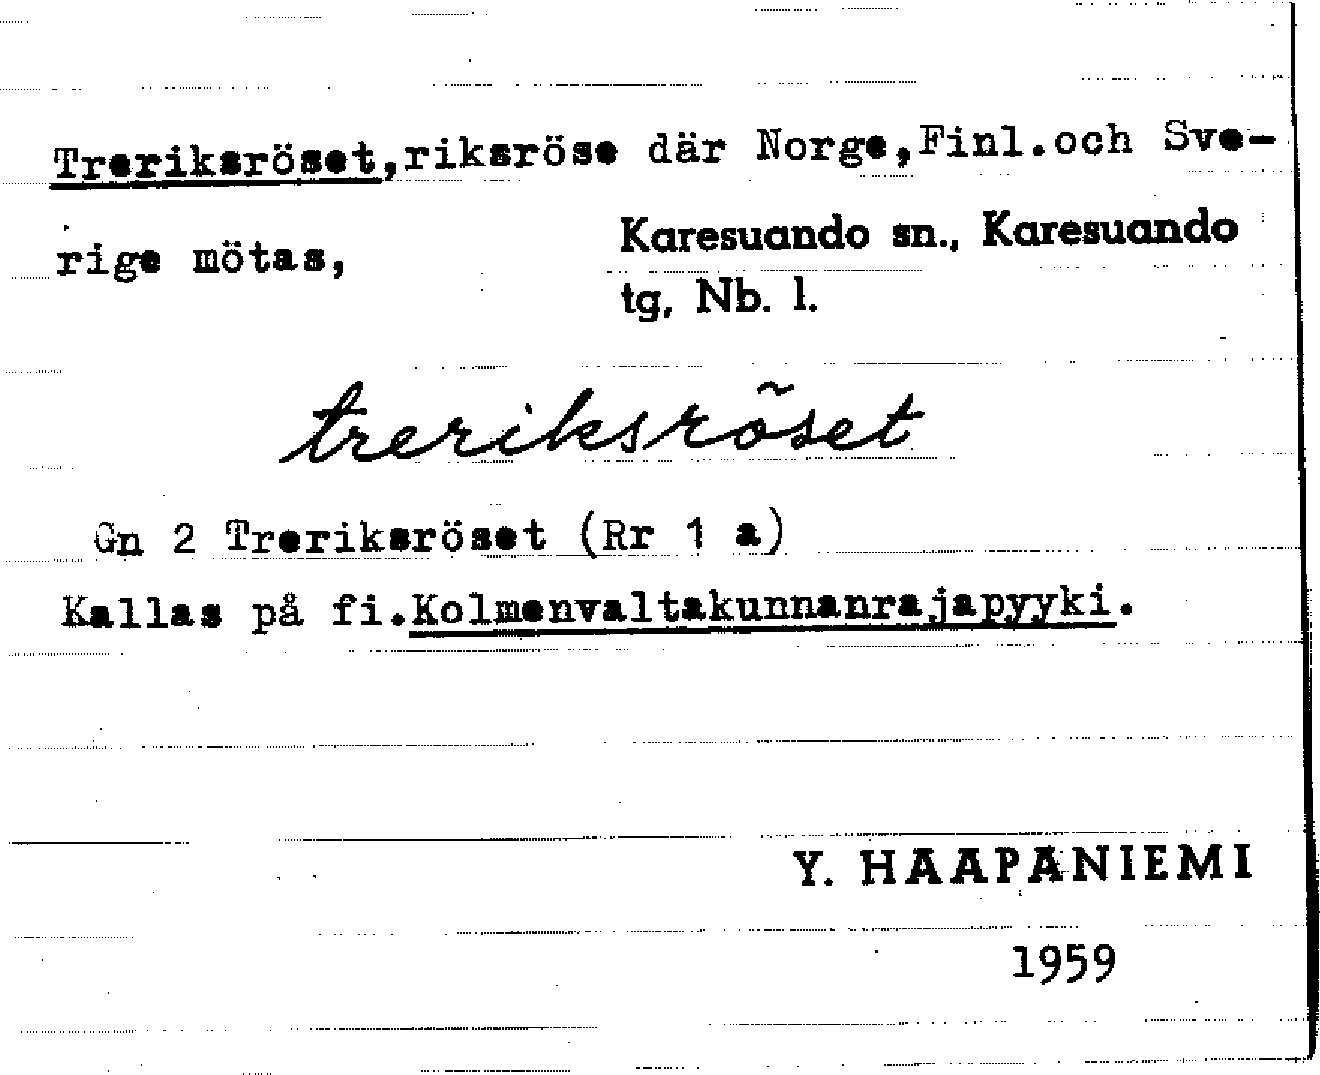 Treriksröset,riksröse där Norge,Finl.och Sve-
rige mötas,
Karesuando sn., Karesuando
tg, Nb. l.
treriksröset
Gn 2 Treriksröset (Rr 1 a)
Kallas på fi.Kolmenvaltakunnanrajapyyki.
Y. HAAPANIEMI
1959